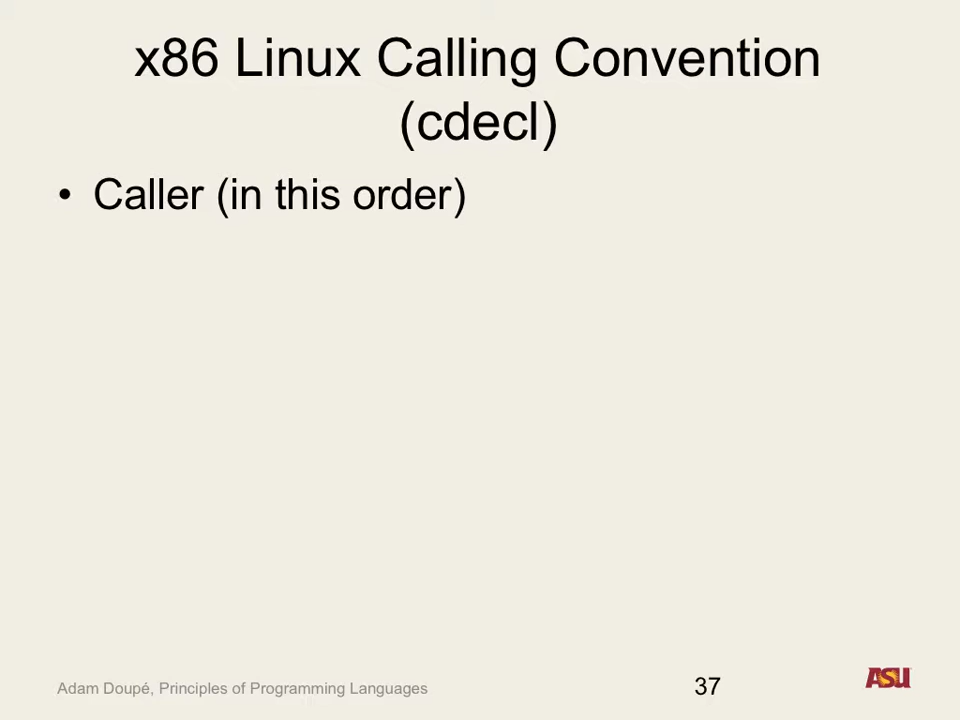 x86 Linux Calling Convention
(cdecl)
• Caller (in this order)
Adam Doupé, Principles of Programming Languages
37
ASU